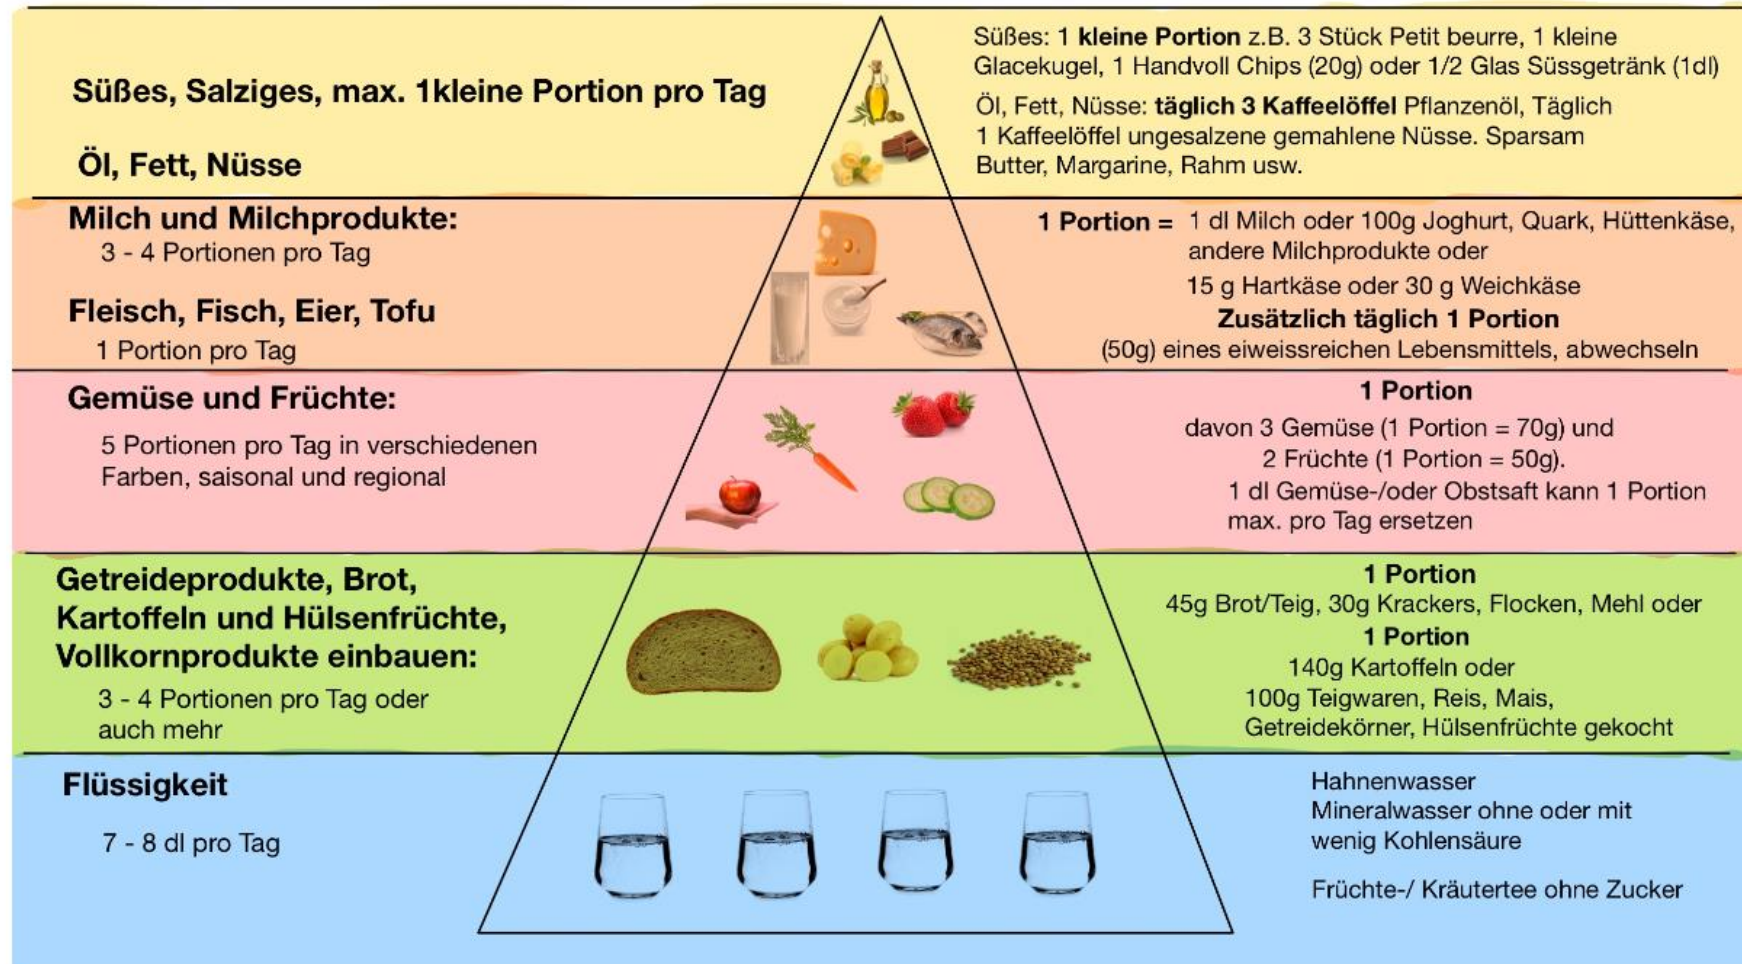 Süßes, Salziges, max. 1kleine Portion pro Tag
Öl, Fett, Nüsse
Süßes: 1 kleine Portion z.B. 3 Stück Petit beurre, 1 kleine
Glacekugel, 1 Handvoll Chips (20g) oder 1/2 Glas Süssgetränk (1dl)
Öl, Fett, Nüsse: täglich 3 Kaffeelöffel Pflanzenöl, Täglich
1 Kaffeelöffel ungesalzene gemahlene Nüsse. Sparsam
Butter, Margarine, Rahm usw.
Milch und Milchprodukte:
3 - 4 Portionen pro Tag
Fleisch, Fisch, Eier, Tofu
1 Portion pro Tag
1 Portion = 1 dl Milch oder 100g Joghurt, Quark, Hüttenkäse,
andere Milchprodukte oder
15 g Hartkäse oder 30 g Weichkäse
Zusätzlich täglich 1 Portion
(50g) eines eiweissreichen Lebensmittels, abwechseln
Gemüse und Früchte:
5 Portionen pro Tag in verschiedenen
Farben, saisonal und regional
1 Portion
davon 3 Gemüse (1 Portion = 70g) und
2 Früchte (1 Portion = 50g).
1 dl Gemüse-/oder Obstsaft kann 1 Portion
max. pro Tag ersetzen
Getreideprodukte, Brot,
Kartoffeln und Hülsenfrüchte,
Vollkornprodukte einbauen:
3 - 4 Portionen pro Tag oder
auch mehr
1 Portion
45g Brot/Teig, 30g Krackers, Flocken, Mehl oder
1 Portion
140g Kartoffeln oder
100g Teigwaren, Reis, Mais,
Getreidekörner, Hülsenfrüchte gekocht
Flüssigkeit
7 - 8 dl pro Tag
Hahnenwasser
Mineralwasser ohne oder mit
wenig Kohlensäure
Früchte-/ Kräutertee ohne Zucker